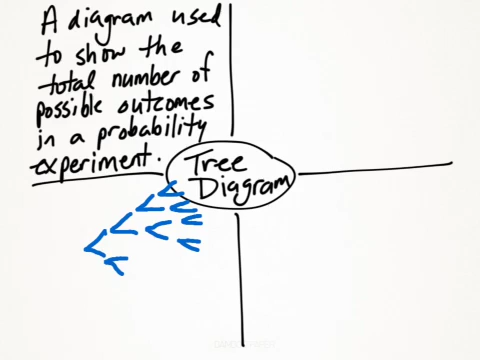 A diagram used
to show the
total number of
possible outcomes
in a probability
experiment.
Tree
Diagram